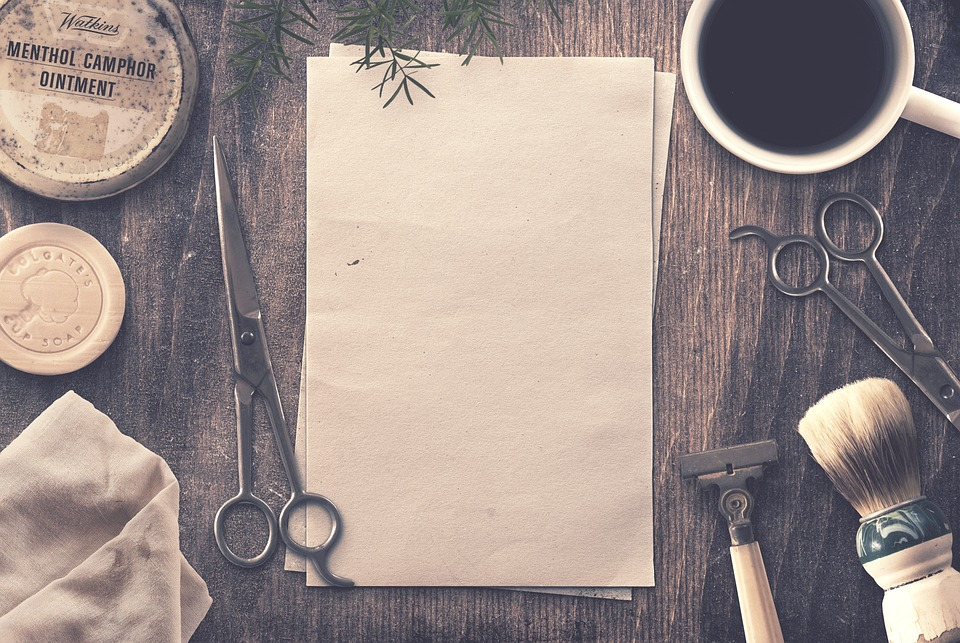 Watkins
MENTHOL CAMPHOR
OINTMENT
COLGATE'S
CUP SOAP